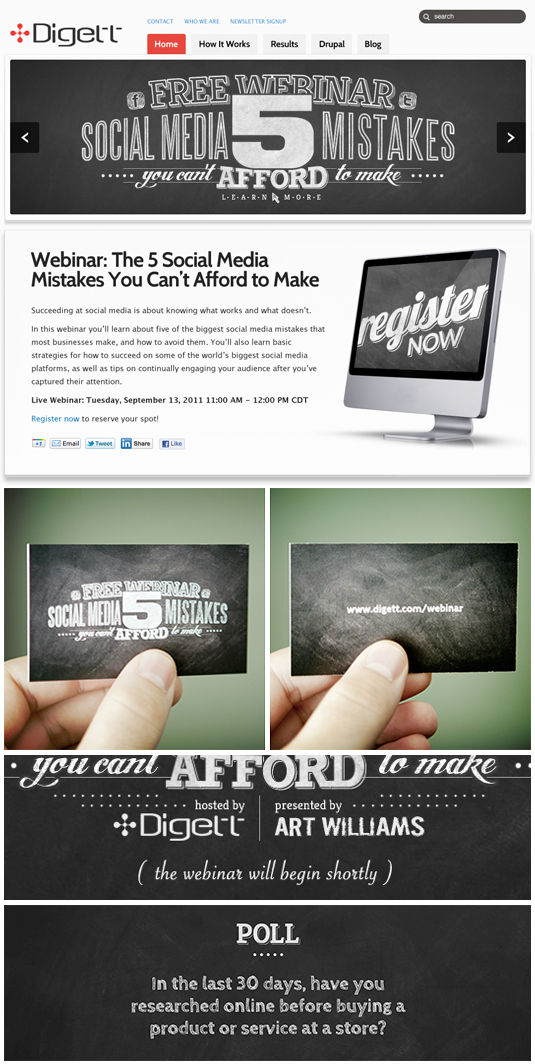 CONTACT WHO WE ARE NEWSLETTER SIGNUP
search
Digett
Home How It Works Results Drupal Blog
f FREE WEBINAR t
SOCIAL MEDIA 5 MISTAKES
you can't AFFORD to make
L·E·A·R·N M·O·R·E
Webinar: The 5 Social Media
Mistakes You Can't Afford to Make
Succeeding at social media is about knowing what works and what doesn't.
In this webinar you'll learn about five of the biggest social media mistakes that
most businesses make, and how to avoid them. You'll also learn basic
strategies for how to succeed on some of the world's biggest social media
platforms, as well as tips on continually engaging your audience after you've
captured their attention.
Live Webinar: Tuesday, September 13, 2011 11:00 AM – 12:00 PM CDT
Register now to reserve your spot!
+1 Email Tweet in Share f Like
register
NOW
FREE WEBINAR
SOCIAL MEDIA 5 MISTAKES
you can't AFFORD to make
www.digett.com/webinar
you can't AFFORD to make
hosted by
Digett
presented by
ART WILLIAMS
( the webinar will begin shortly )
POLL
In the last 30 days, have you
researched online before buying a
product or service at a store?